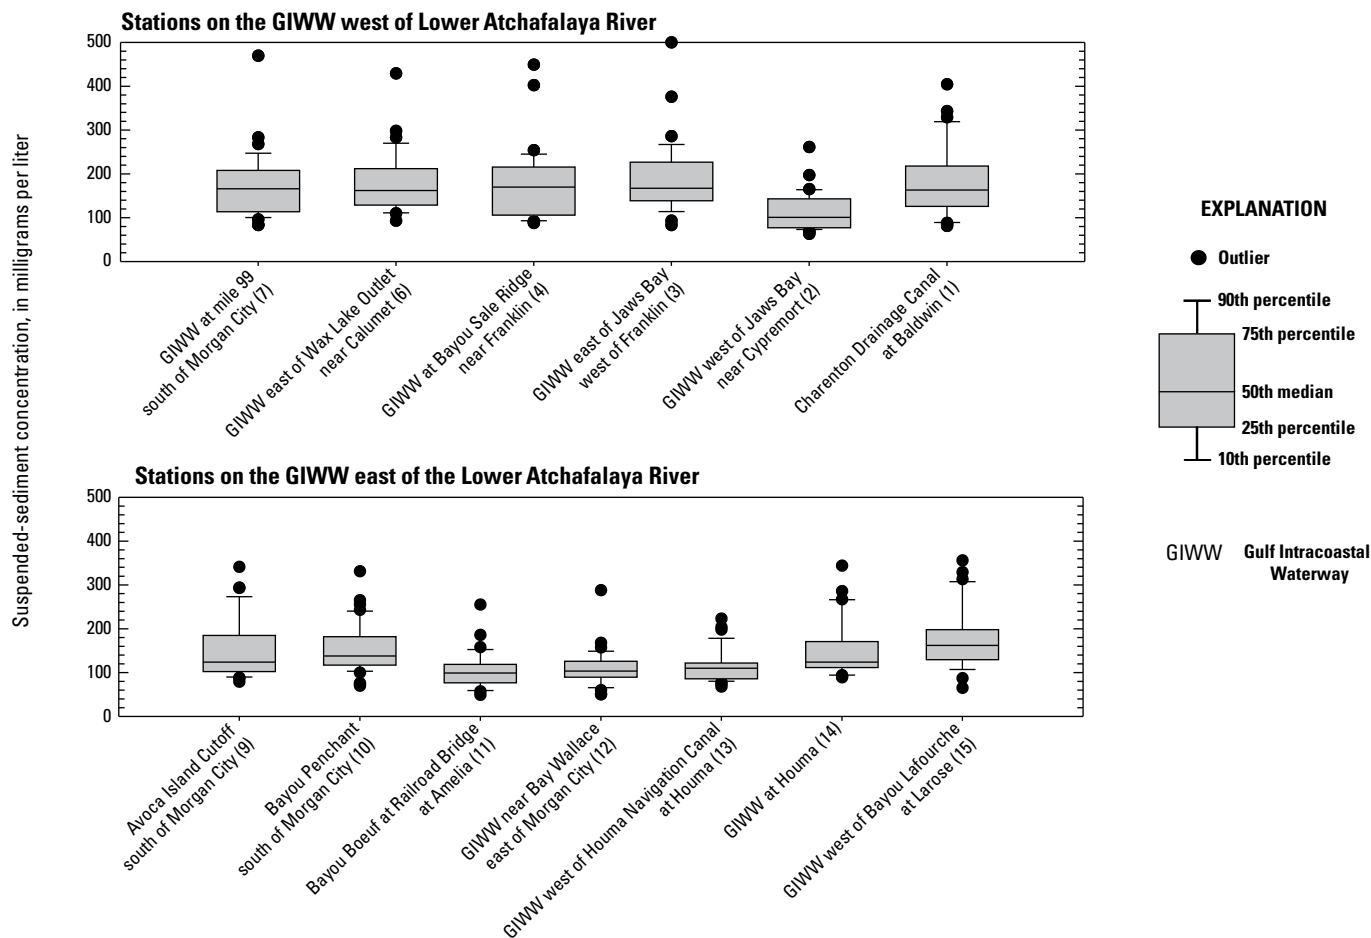 Stations on the GIWW west of Lower Atchafalaya River
500
400
300
200
100
0
GIWW at mile 99
south of Morgan City (7)
GIWW east of Wax Lake Outlet
near Calumet (6)
GIWW at Bayou Sale Ridge
near Franklin (4)
GIWW east of Jaws Bay
west of Franklin (3)
GIWW west of Jaws Bay
near Cypremort (2)
Charenton Drainage Canal
at Baldwin (1)
Suspended-sediment concentration, in milligrams per liter
Stations on the GIWW east of the Lower Atchafalaya River
500
400
300
200
100
0
Avoca Island Cutoff
south of Morgan City (9)
Bayou Penchant
south of Morgan City (10)
Bayou Boeuf at Railroad Bridge
at Amelia (11)
GIWW near Bay Wallace
east of Morgan City (12)
GIWW west of Houma Navigation Canal
at Houma (13)
GIWW at Houma (14)
GIWW west of Bayou Lafourche
at Larose (15)
EXPLANATION
Outlier
90th percentile
75th percentile
50th median
25th percentile
10th percentile
GIWW Gulf Intracoastal
Waterway